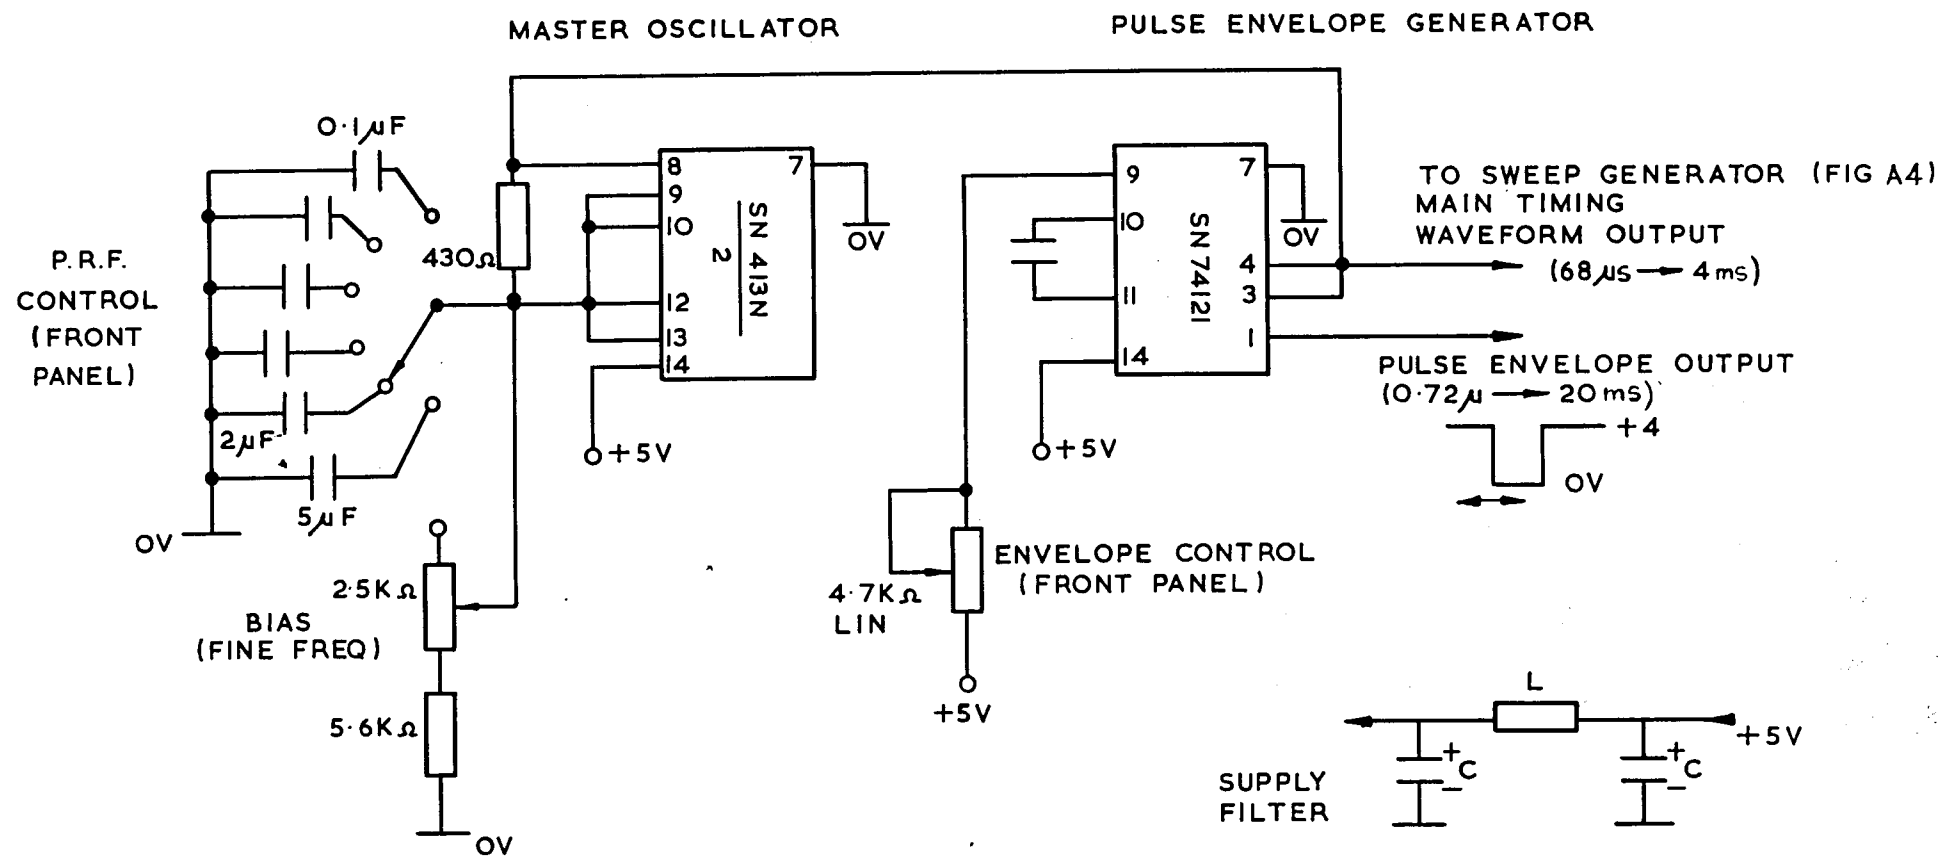 MASTER OSCILLATOR
PULSE ENVELOPE GENERATOR
0·1µF
8
9
10
12
13
14
7
SN 413N
2
0V
430Ω
P.R.F.
CONTROL
(FRONT
PANEL)
2µF
5µF
0V
+5V
2·5KΩ
BIAS
(FINE FREQ)
5·6KΩ
0V
9
10
11
14
7
4
3
1
SN 74121
0V
TO SWEEP GENERATOR (FIG A4)
MAIN TIMING
WAVEFORM OUTPUT
(68µs → 4ms)
PULSE ENVELOPE OUTPUT
(0·72µ → 20ms)
+4
0V
+5V
ENVELOPE CONTROL
(FRONT PANEL)
4·7KΩ
LIN
+5V
L
+5V
+
C
-
+
C
-
SUPPLY
FILTER